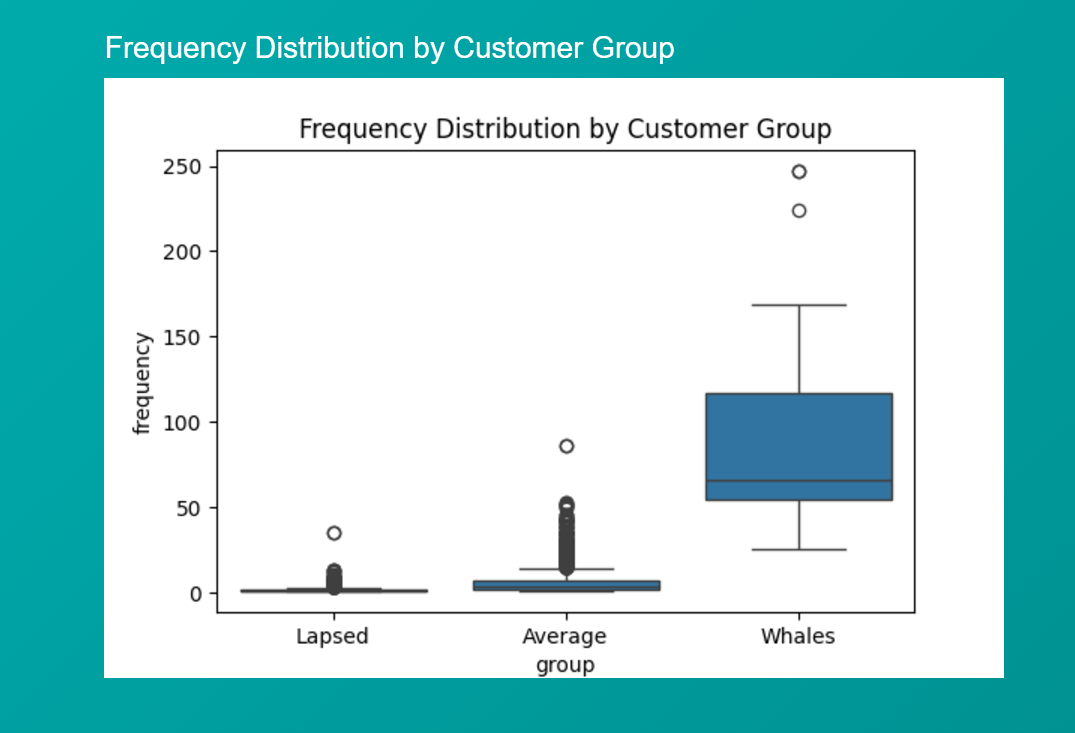 Frequency Distribution by Customer Group
Frequency Distribution by Customer Group
250
200
150
100
50
0
frequency
Lapsed Average Whales
group